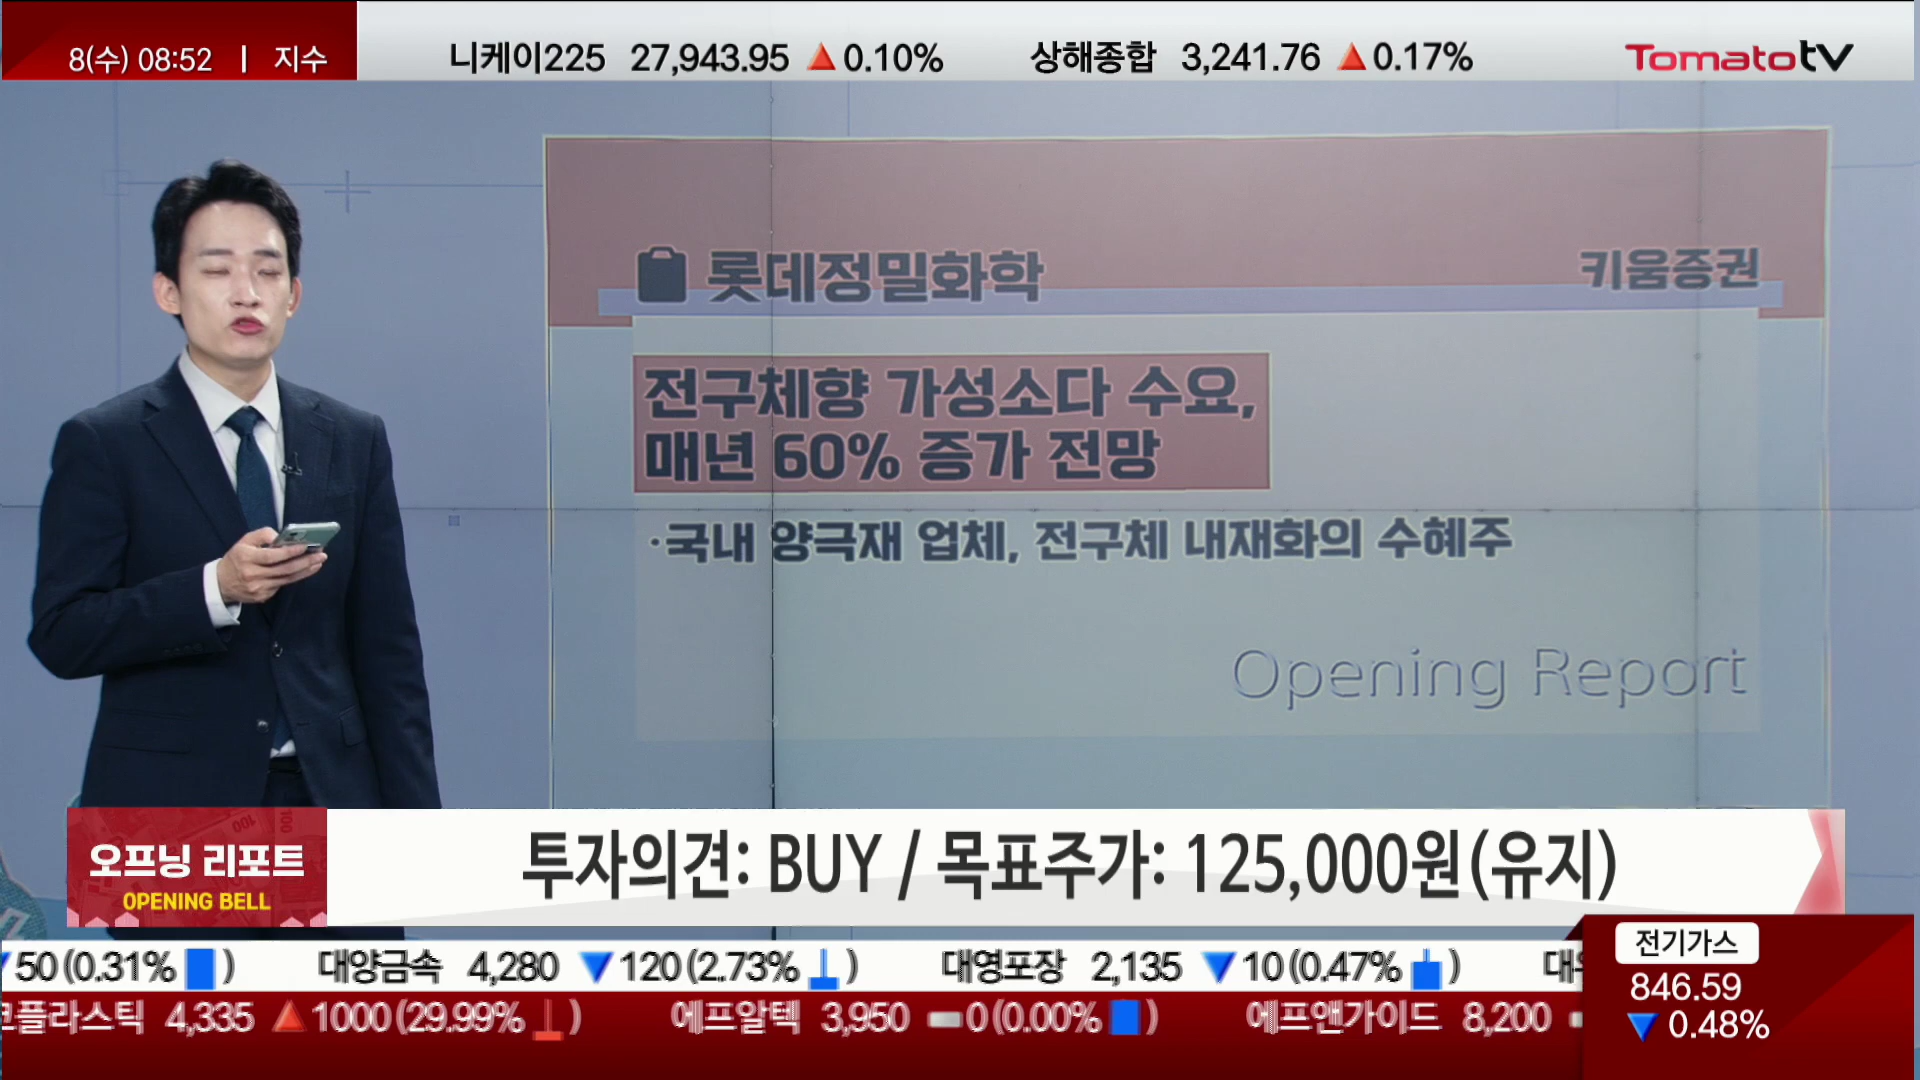 8(수) 08:52 | 지수
니케이225 27,943.95 ▲0.10% 상해종합 3,241.76 ▲0.17%
Tomatotv
롯데정밀화학
키움증권
전구체향 가성소다 수요,
매년 60% 증가 전망
·국내 양극재 업체, 전구체 내재화의 수혜주
Opening Report
오프닝 리포트
OPENING BELL
투자의견: BUY / 목표주가: 125,000원(유지)
▼50(0.31% ) 대양금속 4,280 ▼120(2.73% ) 대영포장 2,135 ▼10(0.47% )
플라스틱 4,335 ▲1000(29.99% ) 에프알텍 3,950 0(0.00% ) 에프앤가이드 8,200
전기가스
846.59
▼ 0.48%